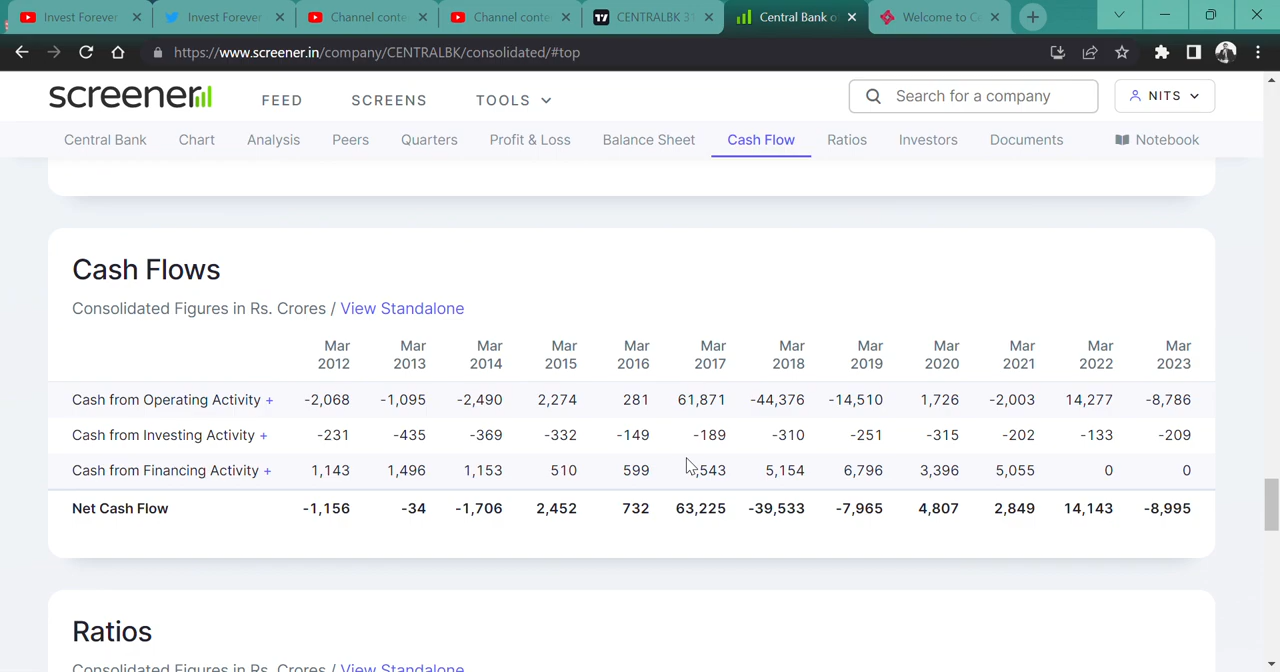 Invest Forever
Invest Forever
Channel conte
Channel conte
CENTRALBK 31
Central Bank o
Welcome to C
https://www.screener.in/company/CENTRALBK/consolidated/#top
screener
FEED
SCREENS
TOOLS
Search for a company
NITS
Central Bank
Chart
Analysis
Peers
Quarters
Profit & Loss
Balance Sheet
Cash Flow
Ratios
Investors
Documents
Notebook
Cash Flows
Consolidated Figures in Rs. Crores / View Standalone
Mar 2012 Mar 2013 Mar 2014 Mar 2015 Mar 2016 Mar 2017 Mar 2018 Mar 2019 Mar 2020 Mar 2021 Mar 2022 Mar 2023
Cash from Operating Activity + -2,068 -1,095 -2,490 2,274 281 61,871 -44,376 -14,510 1,726 -2,003 14,277 -8,786
Cash from Investing Activity + -231 -435 -369 -332 -149 -189 -310 -251 -315 -202 -133 -209
Cash from Financing Activity + 1,143 1,496 1,153 510 599 ,543 5,154 6,796 3,396 5,055 0 0
Net Cash Flow -1,156 -34 -1,706 2,452 732 63,225 -39,533 -7,965 4,807 2,849 14,143 -8,995
Ratios
Consolidated Figures in Rs. Crores / View Standalone